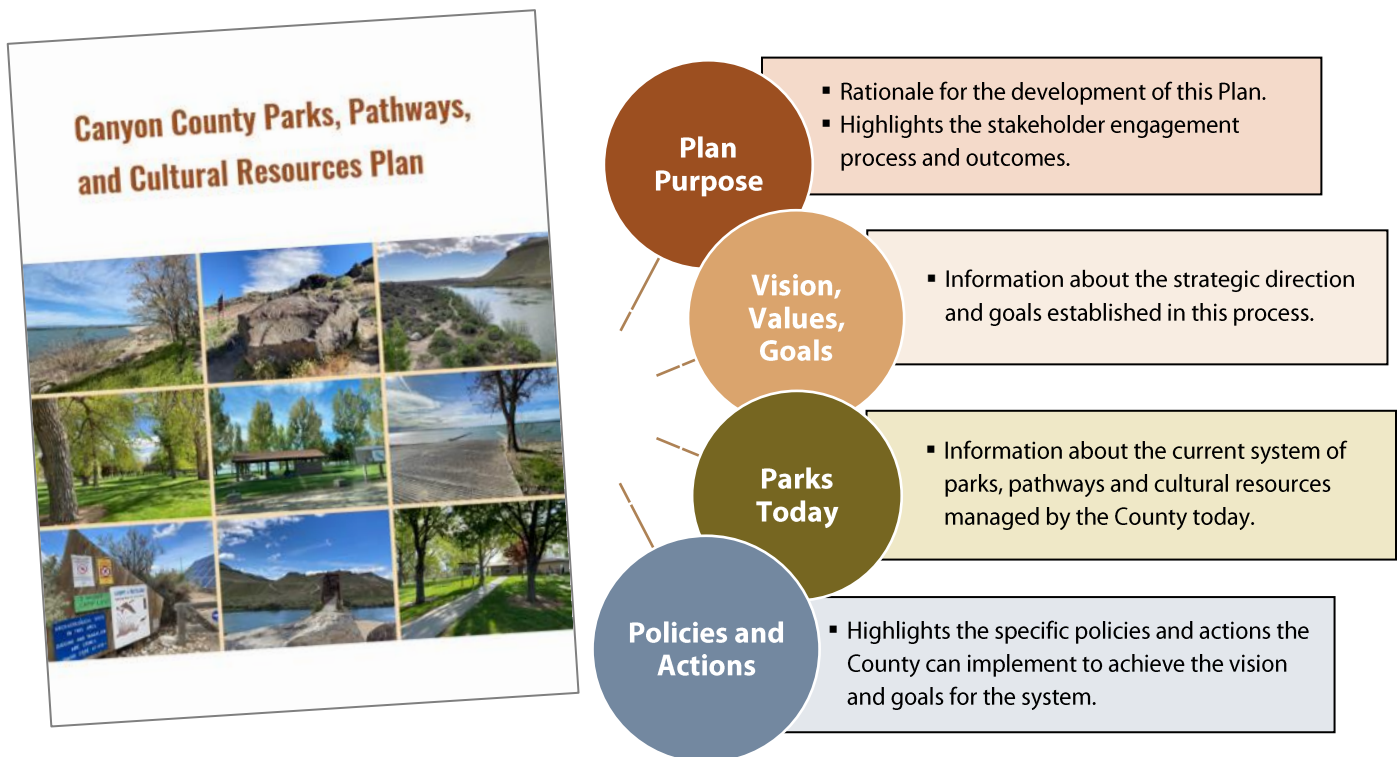 Canyon County Parks, Pathways,
and Cultural Resources Plan
Plan
Purpose
▪ Rationale for the development of this Plan.
▪ Highlights the stakeholder engagement
process and outcomes.
Vision,
Values,
Goals
▪ Information about the strategic direction
and goals established in this process.
Parks
Today
▪ Information about the current system of
parks, pathways and cultural resources
managed by the County today.
Policies and
Actions
▪ Highlights the specific policies and actions the
County can implement to achieve the vision
and goals for the system.